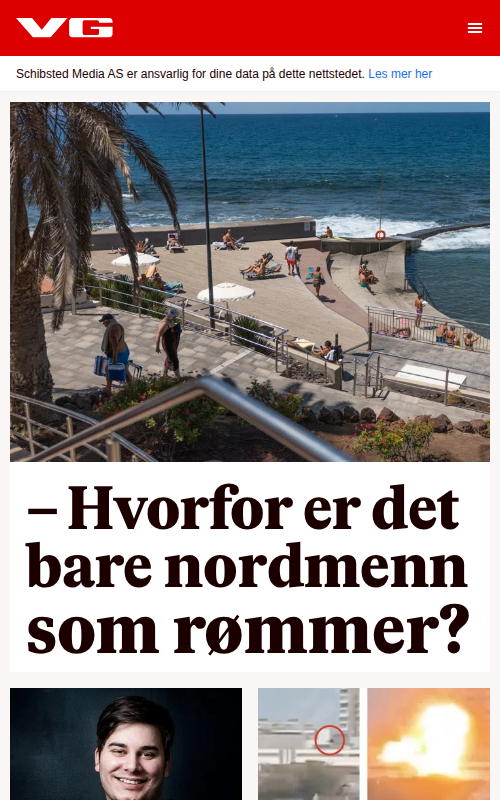 VG
Schibsted Media AS er ansvarlig for dine data på dette nettstedet. Les mer her
– Hvorfor er det
bare nordmenn
som rømmer?